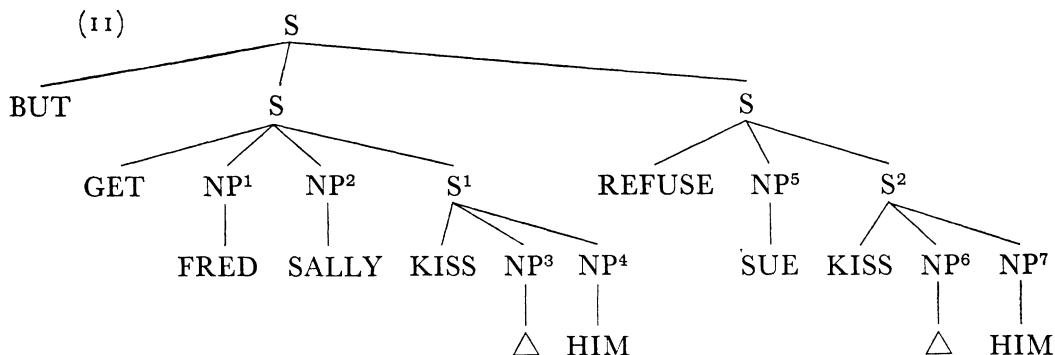 (11) S
BUT S S
GET NP¹ NP² S¹ REFUSE NP⁵ S²
FRED SALLY KISS NP³ NP⁴ SUE KISS NP⁶ NP⁷
△ HIM △ HIM